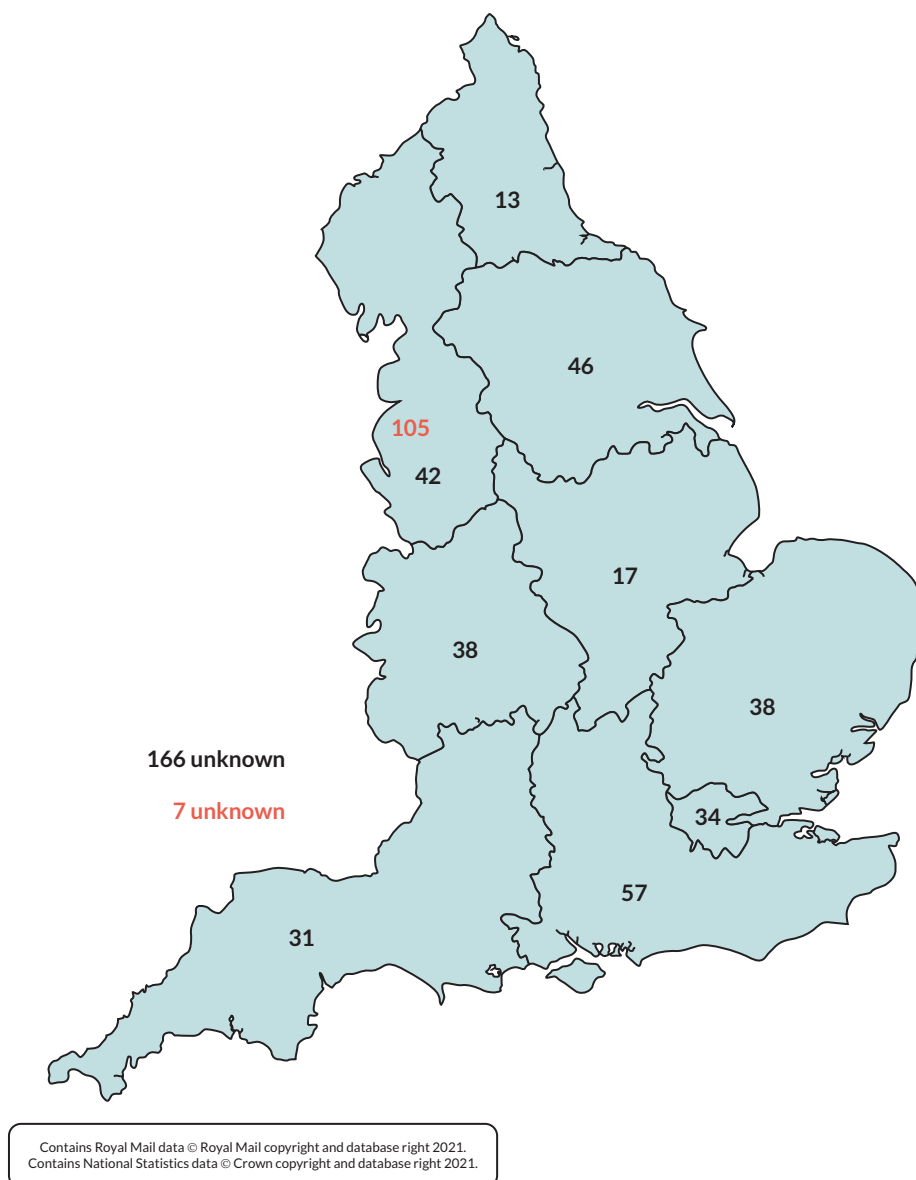 13
46
105
42
17
38
38
166 unknown
34
7 unknown
57
31
Contains Royal Mail data © Royal Mail copyright and database right 2021.
Contains National Statistics data © Crown copyright and database right 2021.